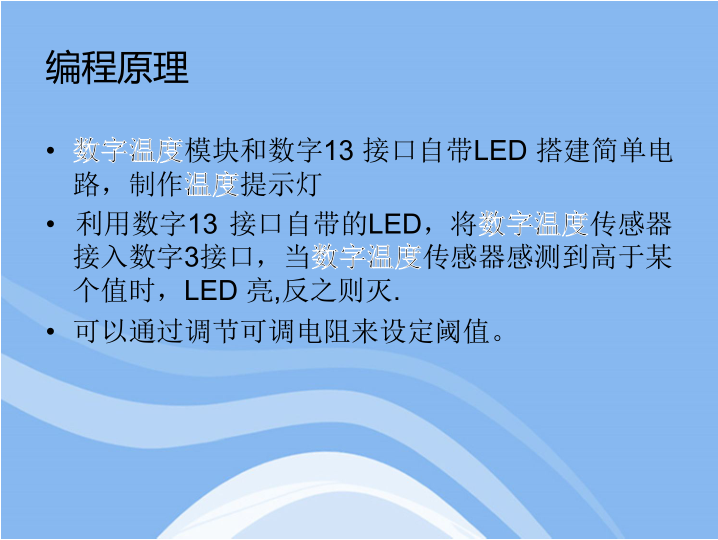 编程原理
• 数字温度模块和数字13 接口自带LED 搭建简单电
路，制作温度提示灯
• 利用数字13 接口自带的LED，将数字温度传感器
接入数字3接口，当数字温度传感器感测到高于某
个值时，LED 亮,反之则灭.
• 可以通过调节可调电阻来设定阈值。